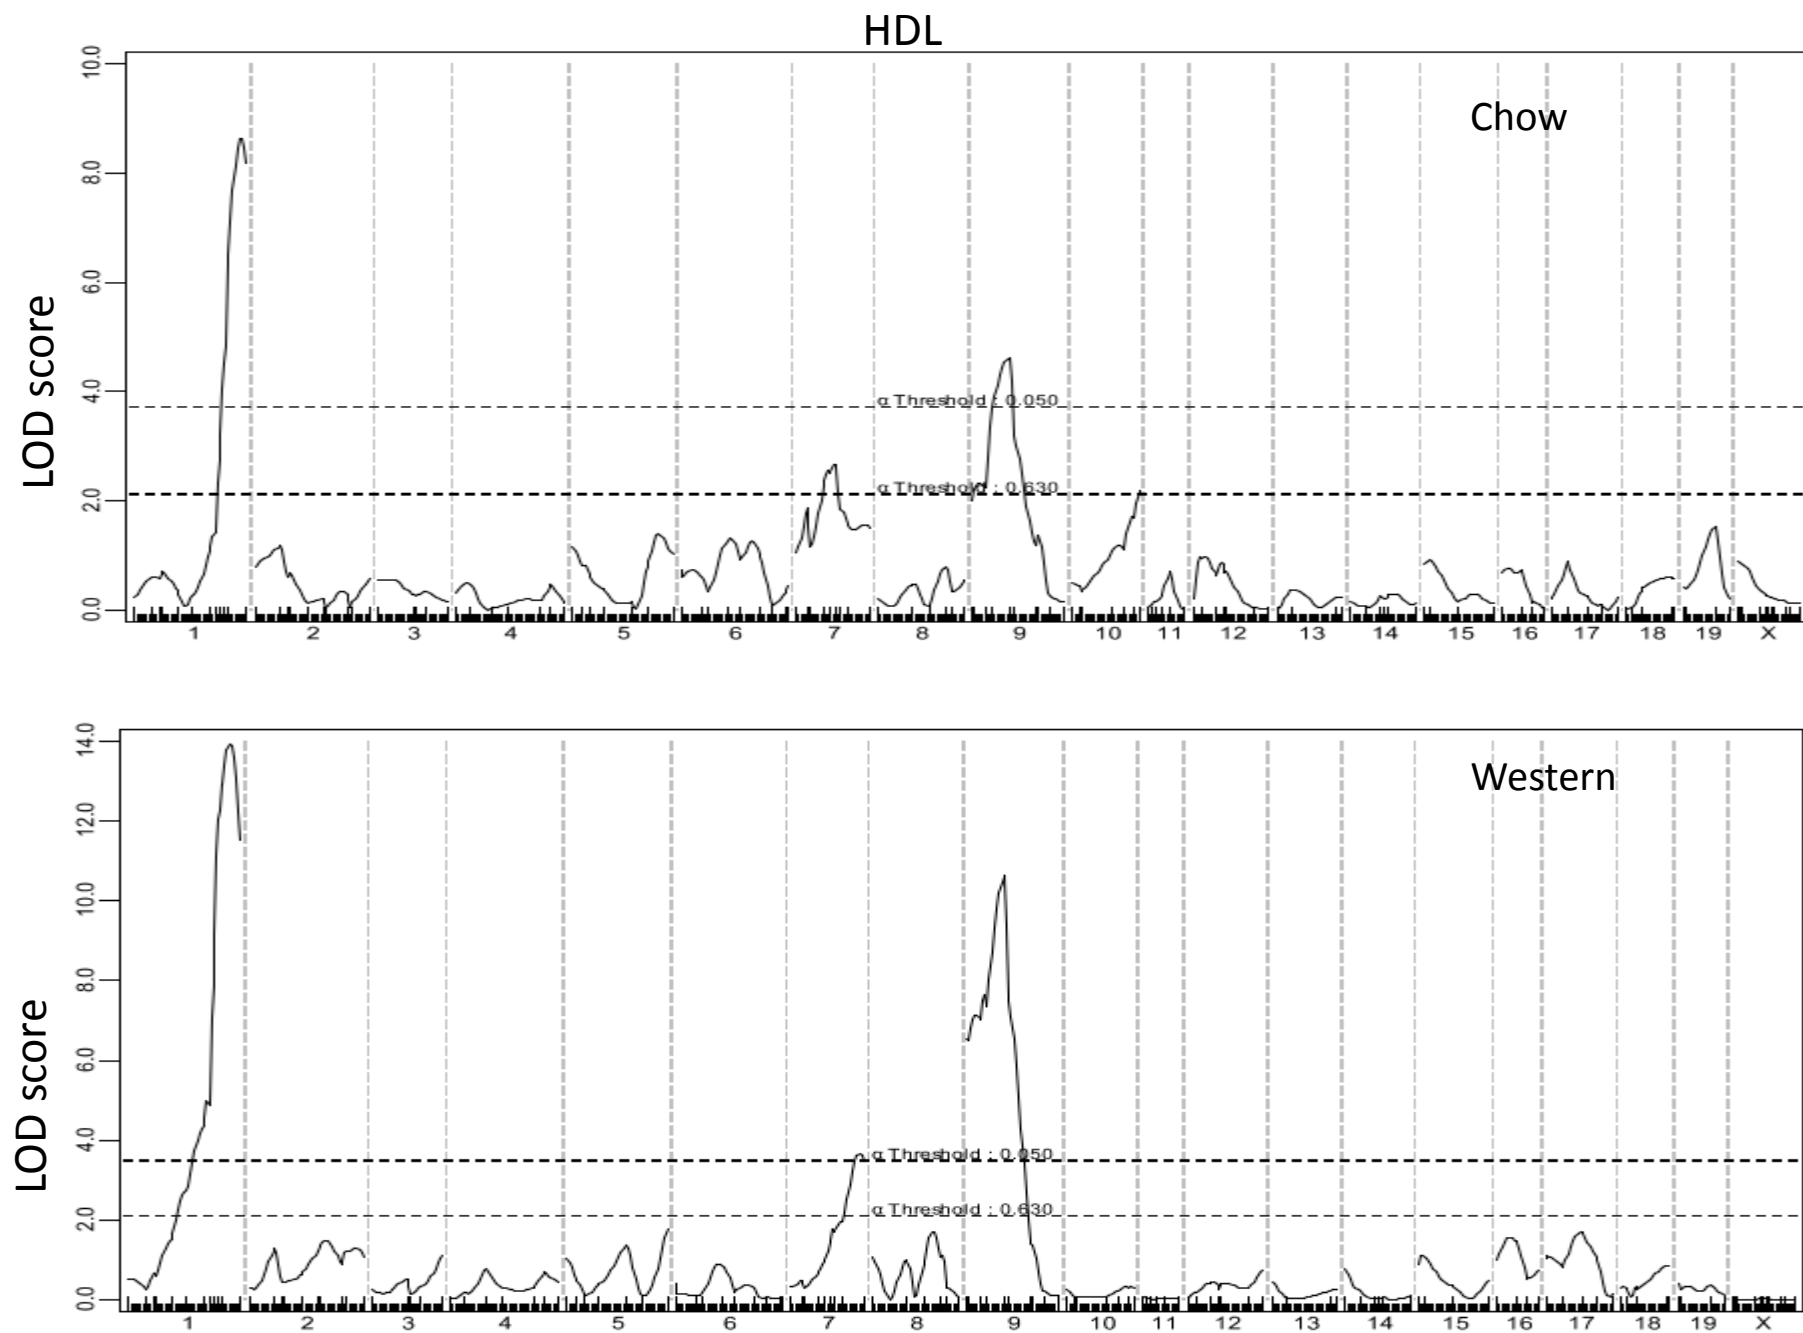 HDL
Chow
LOD score
10.0
8.0
6.0
4.0
2.0
0.0
α Threshold : 0.050
α Threshold : 0.630
1 2 3 4 5 6 7 8 9 10 11 12 13 14 15 16 17 18 19 X
Western
LOD score
14.0
12.0
10.0
8.0
6.0
4.0
2.0
0.0
α Threshold : 0.050
α Threshold : 0.630
1 2 3 4 5 6 7 8 9 10 11 12 13 14 15 16 17 18 19 X